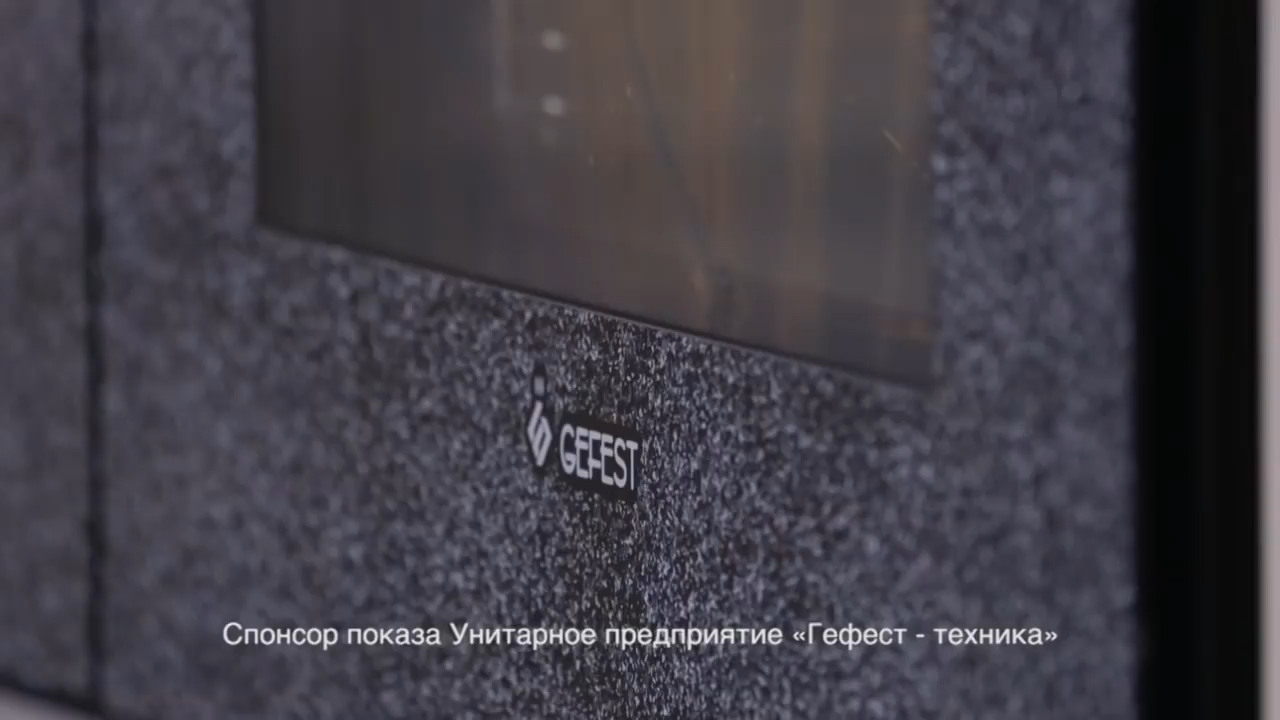 GEFEST
Спонсор показа Унитарное предприятие «Гефест - техника»